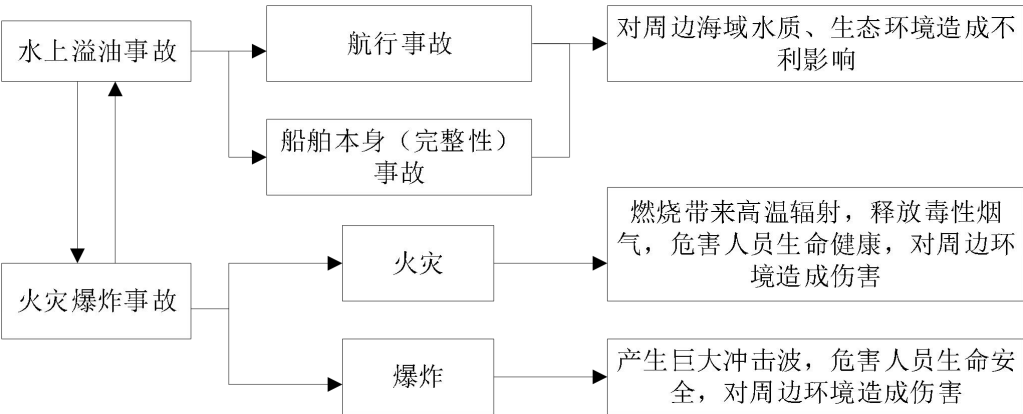 水上溢油事故
航行事故
对周边海域水质、生态环境造成不
利影响
船舶本身（完整性）
事故
火灾爆炸事故
火灾
燃烧带来高温辐射，释放毒性烟
气，危害人员生命健康，对周边环
境造成伤害
爆炸
产生巨大冲击波，危害人员生命安
全，对周边环境造成伤害